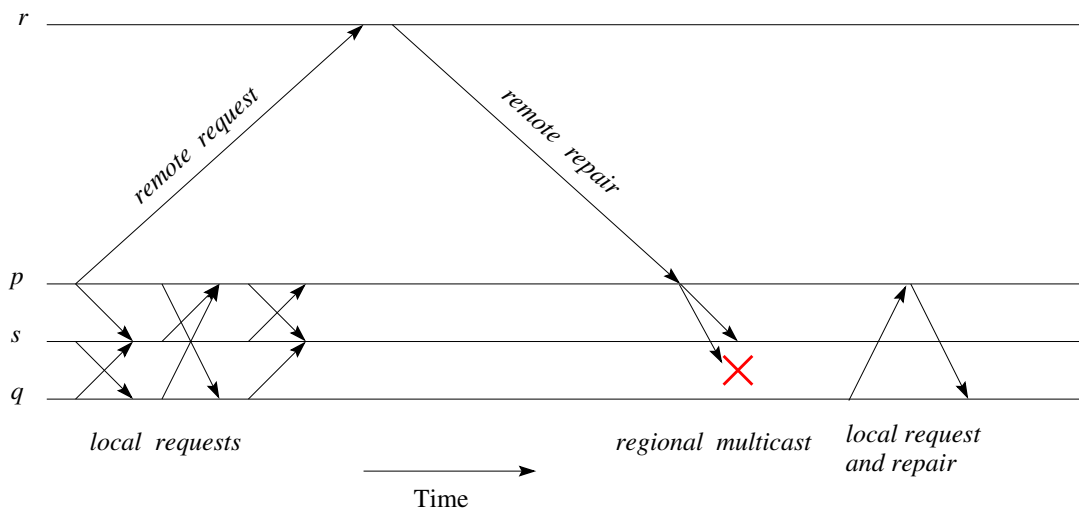 r
remote request
remote repair
p
s
q
local requests
regional multicast
local request
and repair
Time